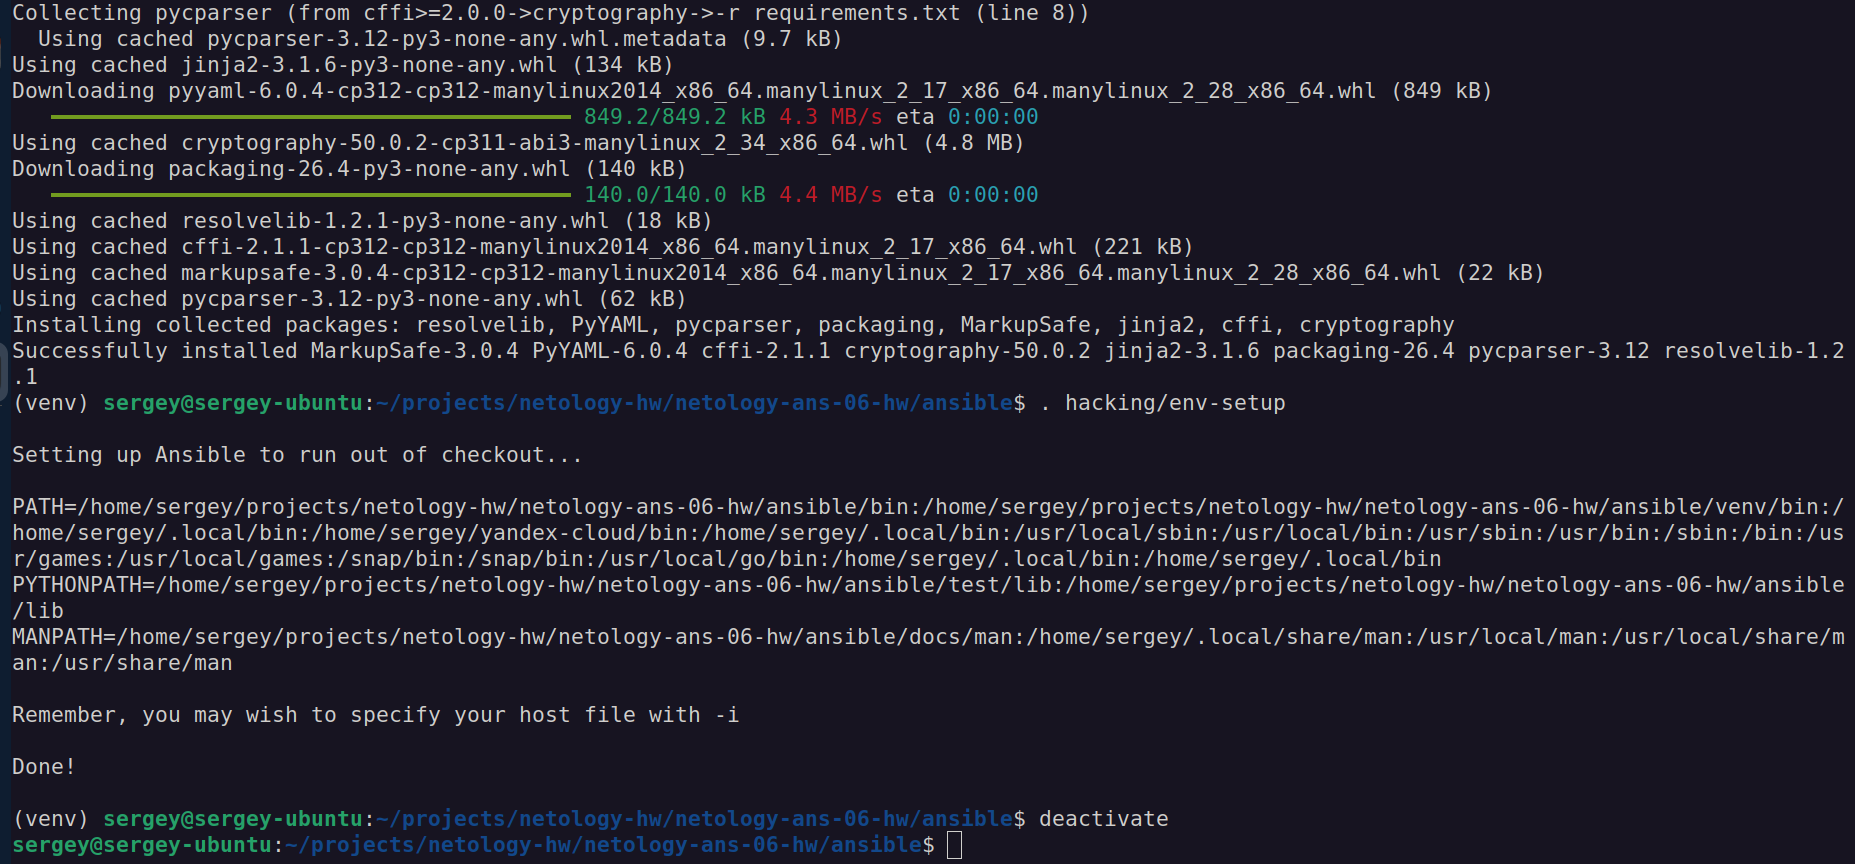 Collecting pycparser (from cffi>=2.0.0->cryptography->-r requirements.txt (line 8))
  Using cached pycparser-3.12-py3-none-any.whl.metadata (9.7 kB)
Using cached jinja2-3.1.6-py3-none-any.whl (134 kB)
Downloading pyyaml-6.0.4-cp312-cp312-manylinux2014_x86_64.manylinux_2_17_x86_64.manylinux_2_28_x86_64.whl (849 kB)
849.2/849.2 kB 4.3 MB/s eta 0:00:00
Using cached cryptography-50.0.2-cp311-abi3-manylinux_2_34_x86_64.whl (4.8 MB)
Downloading packaging-26.4-py3-none-any.whl (140 kB)
140.0/140.0 kB 4.4 MB/s eta 0:00:00
Using cached resolvelib-1.2.1-py3-none-any.whl (18 kB)
Using cached cffi-2.1.1-cp312-cp312-manylinux2014_x86_64.manylinux_2_17_x86_64.whl (221 kB)
Using cached markupsafe-3.0.4-cp312-cp312-manylinux2014_x86_64.manylinux_2_17_x86_64.manylinux_2_28_x86_64.whl (22 kB)
Using cached pycparser-3.12-py3-none-any.whl (62 kB)
Installing collected packages: resolvelib, PyYAML, pycparser, packaging, MarkupSafe, jinja2, cffi, cryptography
Successfully installed MarkupSafe-3.0.4 PyYAML-6.0.4 cffi-2.1.1 cryptography-50.0.2 jinja2-3.1.6 packaging-26.4 pycparser-3.12 resolvelib-1.2
.1
(venv) sergey@sergey-ubuntu:~/projects/netology-hw/netology-ans-06-hw/ansible$ . hacking/env-setup
Setting up Ansible to run out of checkout...
PATH=/home/sergey/projects/netology-hw/netology-ans-06-hw/ansible/bin:/home/sergey/projects/netology-hw/netology-ans-06-hw/ansible/venv/bin:/
home/sergey/.local/bin:/home/sergey/yandex-cloud/bin:/home/sergey/.local/bin:/usr/local/sbin:/usr/local/bin:/usr/sbin:/usr/bin:/sbin:/bin:/us
r/games:/usr/local/games:/snap/bin:/snap/bin:/usr/local/go/bin:/home/sergey/.local/bin:/home/sergey/.local/bin
PYTHONPATH=/home/sergey/projects/netology-hw/netology-ans-06-hw/ansible/test/lib:/home/sergey/projects/netology-hw/netology-ans-06-hw/ansible
/lib
MANPATH=/home/sergey/projects/netology-hw/netology-ans-06-hw/ansible/docs/man:/home/sergey/.local/share/man:/usr/local/man:/usr/local/share/m
an:/usr/share/man
Remember, you may wish to specify your host file with -i
Done!
(venv) sergey@sergey-ubuntu:~/projects/netology-hw/netology-ans-06-hw/ansible$ deactivate
sergey@sergey-ubuntu:~/projects/netology-hw/netology-ans-06-hw/ansible$